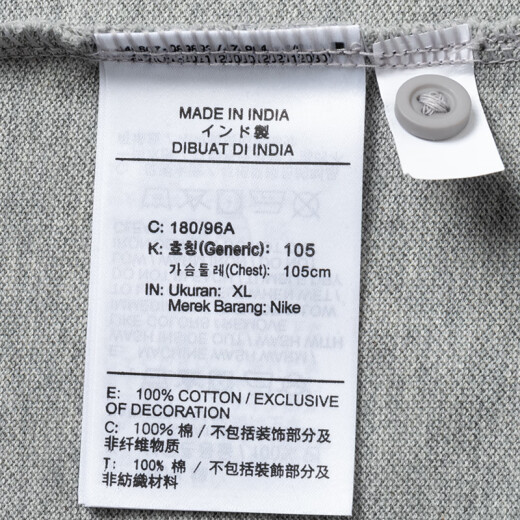 MADE IN INDIA
インド製
DIBUAT DI INDIA
C: 180/96A
K: 호칭(Generic): 105
가슴둘레(Chest): 105cm
IN: Ukuran: XL
Merek Barang: Nike
E: 100% COTTON / EXCLUSIVE
OF DECORATION
C: 100% 棉 / 不包括装饰部分及
非纤维物质
T: 100% 棉 / 不包括裝飾部分及
非紡織材料